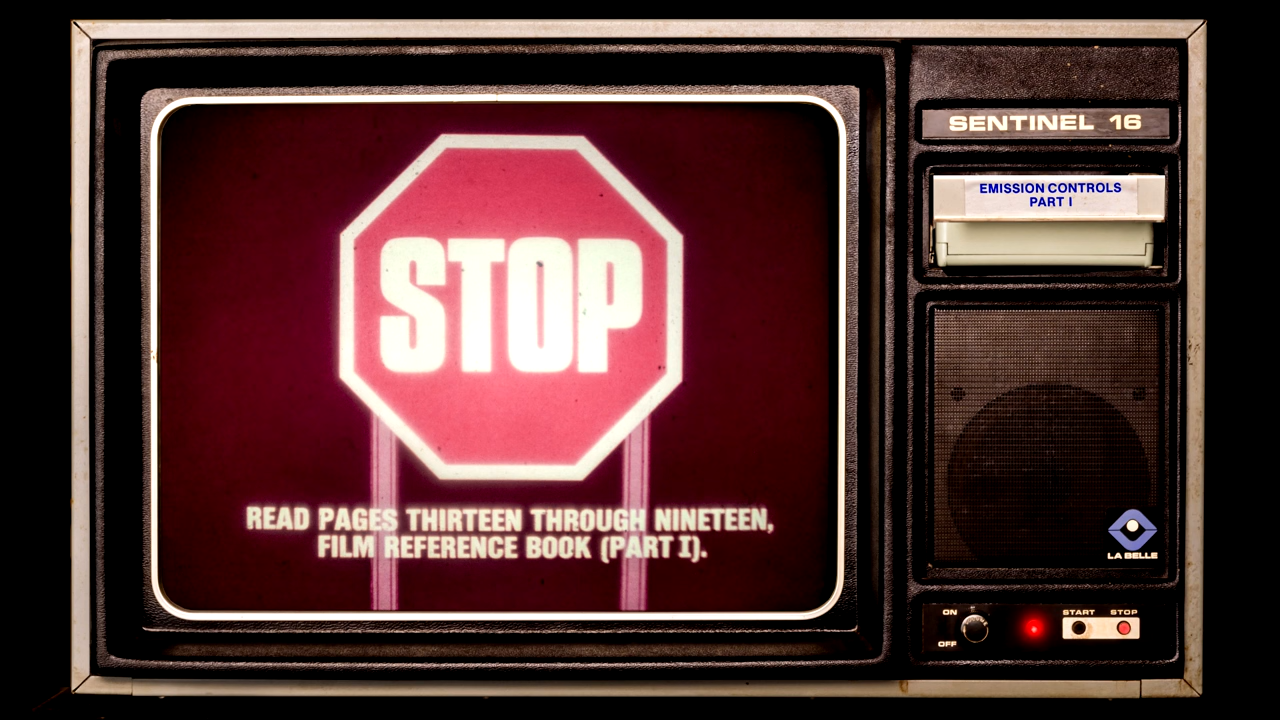 STOP
READ PAGES THIRTEEN THROUGH NINETEEN,
FILM REFERENCE BOOK (PART I).
SENTINEL 16
EMISSION CONTROLS
PART I
LA BELLE
ON
OFF
START STOP